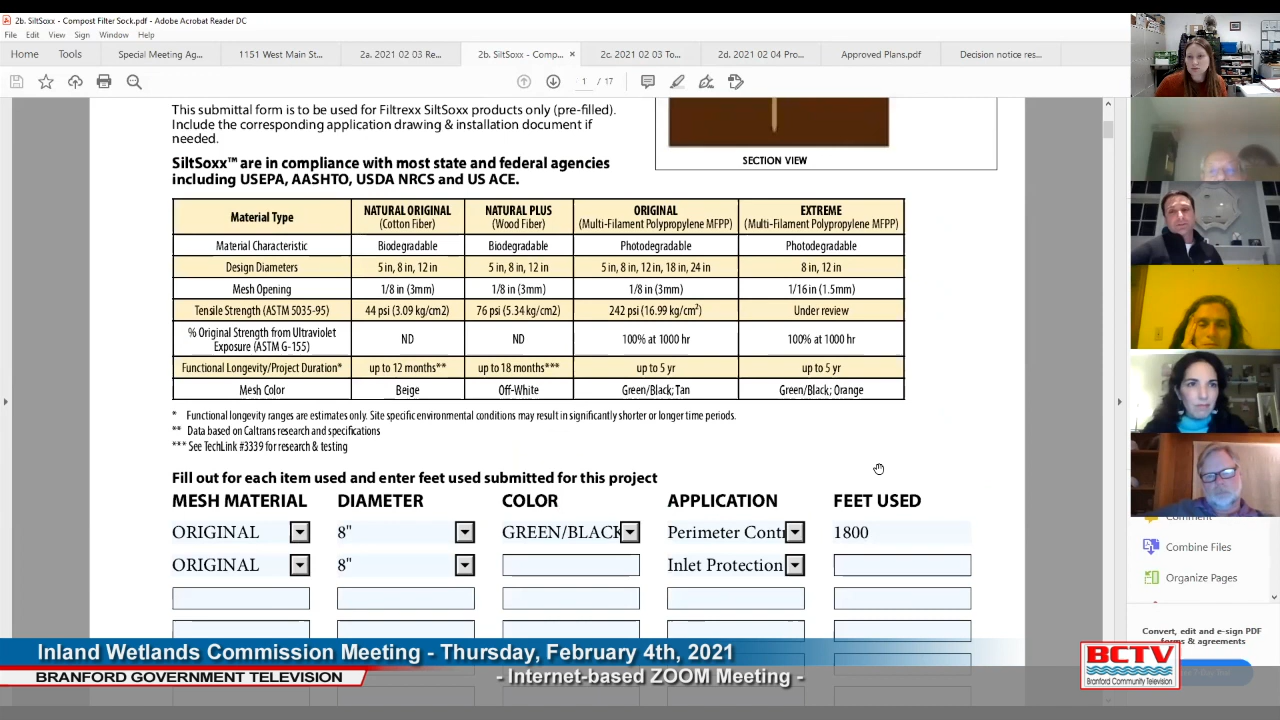 2b. SiltSoxx - Compost Filter Sock.pdf - Adobe Acrobat Reader DC
File Edit View Sign Window Help
Home Tools Special Meeting Ag... 1151 West Main St... 2a. 2021 02 03 Re... 2b. SiltSoxx - Comp... × 2c. 2021 02 03 To... 2d. 2021 02 04 Pro... Approved Plans.pdf Decision notice res...
1 / 17
This submittal form is to be used for Filtrexx SiltSoxx products only (pre-filled).
Include the corresponding application drawing & installation document if
needed.
SECTION VIEW
SiltSoxx™ are in compliance with most state and federal agencies
including USEPA, AASHTO, USDA NRCS and US ACE.
Material Type NATURAL ORIGINAL (Cotton Fiber) NATURAL PLUS (Wood Fiber) ORIGINAL (Multi-Filament Polypropylene MFPP) EXTREME (Multi-Filament Polypropylene MFPP)
Material Characteristic Biodegradable Biodegradable Photodegradable Photodegradable
Design Diameters 5 in, 8 in, 12 in 5 in, 8 in, 12 in 5 in, 8 in, 12 in, 18 in, 24 in 8 in, 12 in
Mesh Opening 1/8 in (3mm) 1/8 in (3mm) 1/8 in (3mm) 1/16 in (1.5mm)
Tensile Strength (ASTM 5035-95) 44 psi (3.09 kg/cm2) 76 psi (5.34 kg/cm2) 242 psi (16.99 kg/cm²) Under review
% Original Strength from Ultraviolet Exposure (ASTM G-155) ND ND 100% at 1000 hr 100% at 1000 hr
Functional Longevity/Project Duration* up to 12 months** up to 18 months*** up to 5 yr up to 5 yr
Mesh Color Beige Off-White Green/Black; Tan Green/Black; Orange
* Functional longevity ranges are estimates only. Site specific environmental conditions may result in significantly shorter or longer time periods.
** Data based on Caltrans research and specifications
*** See TechLink #3339 for research & testing
Fill out for each item used and enter feet used submitted for this project
MESH MATERIAL DIAMETER COLOR APPLICATION FEET USED
ORIGINAL 8" GREEN/BLACK Perimeter Contr 1800
ORIGINAL 8" Inlet Protection
Comment
Combine Files
Organize Pages
Convert, edit and e-sign PDF
forms & agreements
Inland Wetlands Commission Meeting - Thursday, February 4th, 2021
BRANFORD GOVERNMENT TELEVISION - Internet-based ZOOM Meeting -
BCTV
Branford Community Television